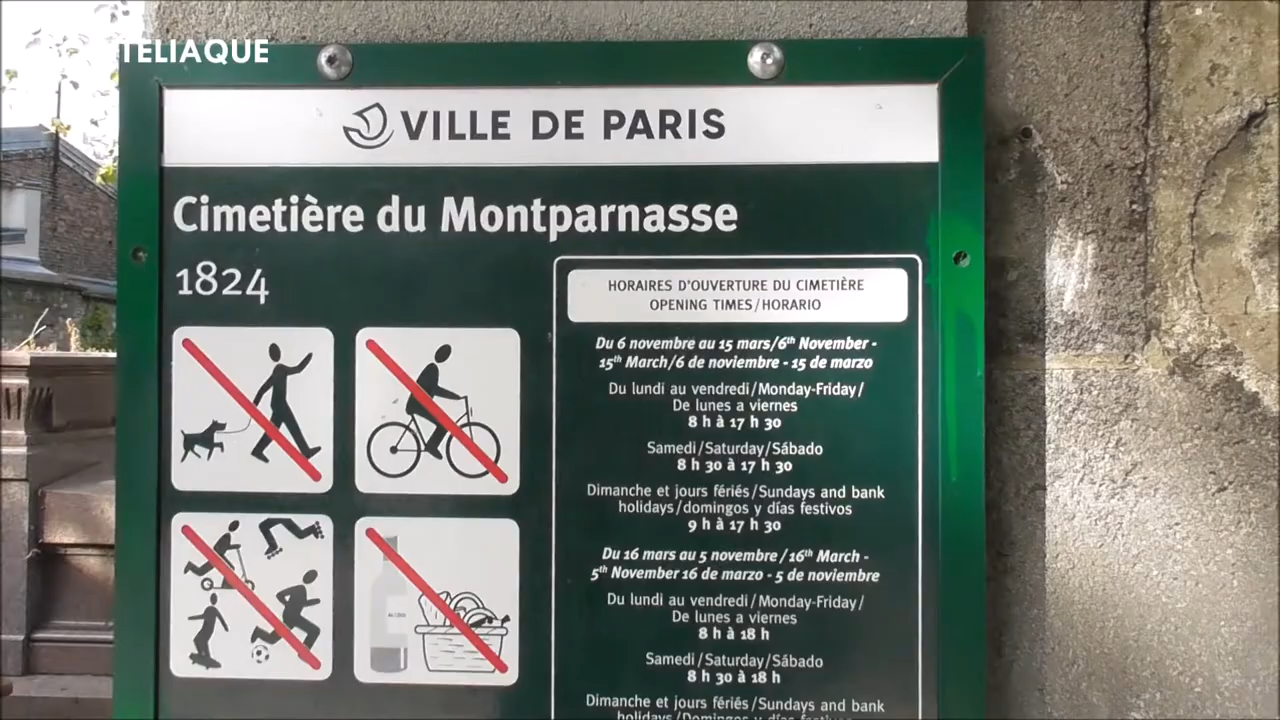 TELIAQUE
VILLE DE PARIS
Cimetière du Montparnasse
1824
HORAIRES D'OUVERTURE DU CIMETIÈRE
OPENING TIMES/HORARIO
Du 6 novembre au 15 mars/6th November -
15th March/6 de noviembre - 15 de marzo
Du lundi au vendredi/Monday-Friday/
De lunes a viernes
8 h à 17 h 30
Samedi/Saturday/Sábado
8 h 30 à 17 h 30
Dimanche et jours fériés/Sundays and bank
holidays/domingos y días festivos
9 h à 17 h 30
Du 16 mars au 5 novembre/16th March -
5th November 16 de marzo - 5 de noviembre
Du lundi au vendredi/Monday-Friday/
De lunes a viernes
8 h à 18 h
Samedi/Saturday/Sábado
8 h 30 à 18 h
Dimanche et jours fériés/Sundays and bank
holidays/Domingos y días festivos